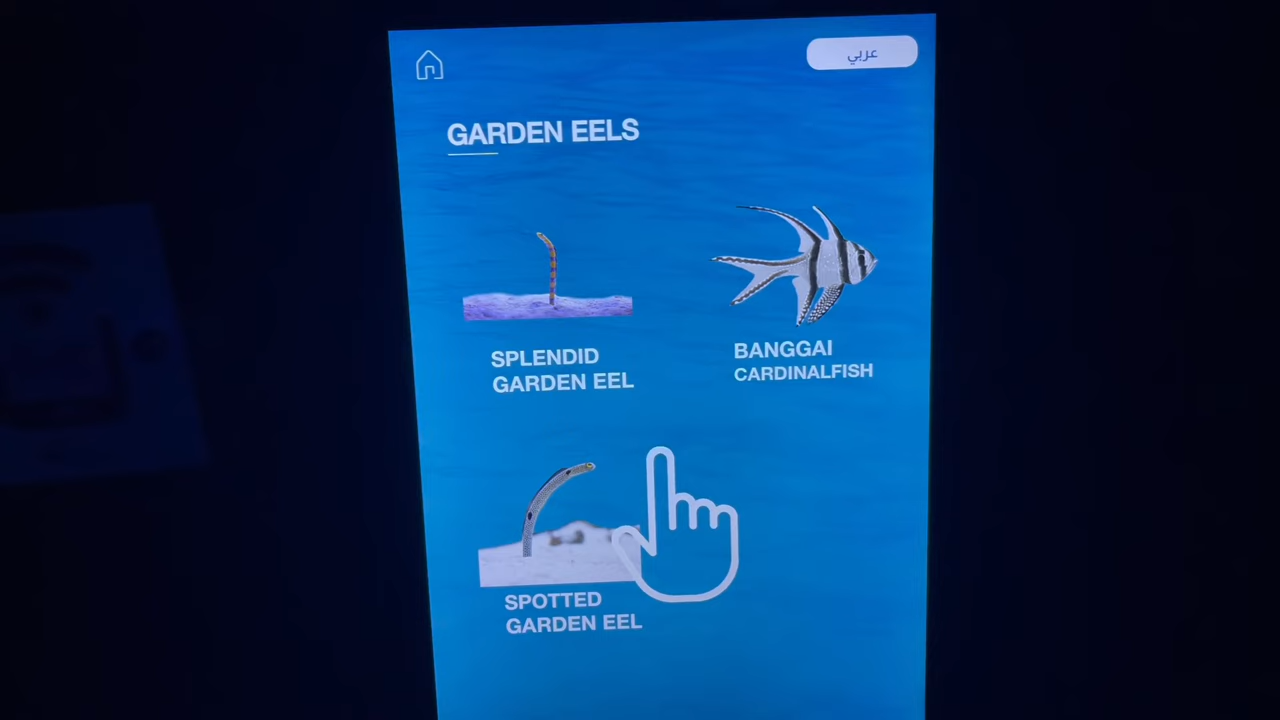 عربي
GARDEN EELS
SPLENDID
GARDEN EEL
BANGGAI
CARDINALFISH
SPOTTED
GARDEN EEL